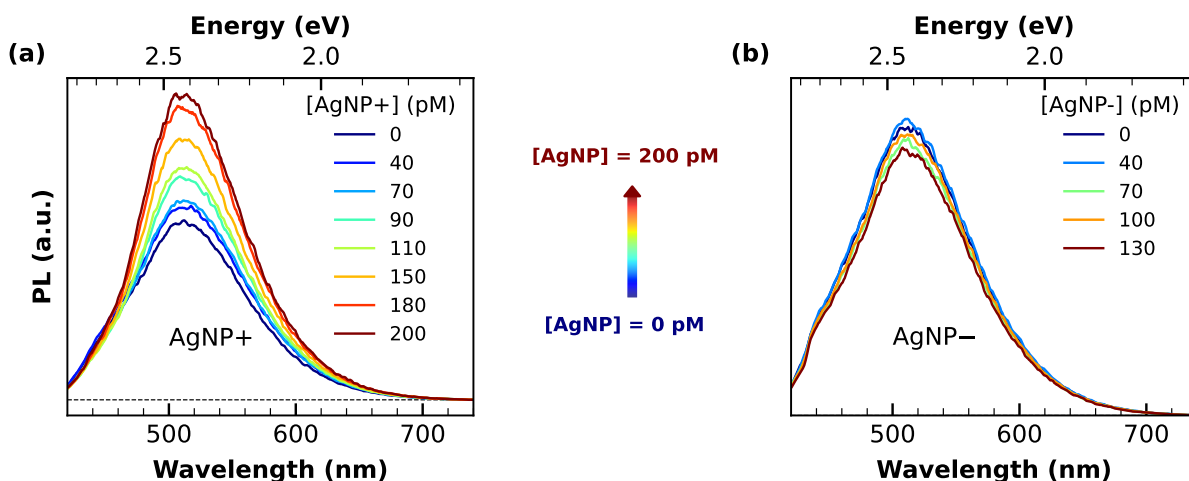 (a)
Energy (eV)
2.5 2.0
PL (a.u.)
[AgNP+] (pM)
0
40
70
90
110
150
180
200
AgNP+
500 600 700
Wavelength (nm)
[AgNP] = 200 pM
[AgNP] = 0 pM
(b)
Energy (eV)
2.5 2.0
[AgNP-] (pM)
0
40
70
100
130
AgNP−
500 600 700
Wavelength (nm)